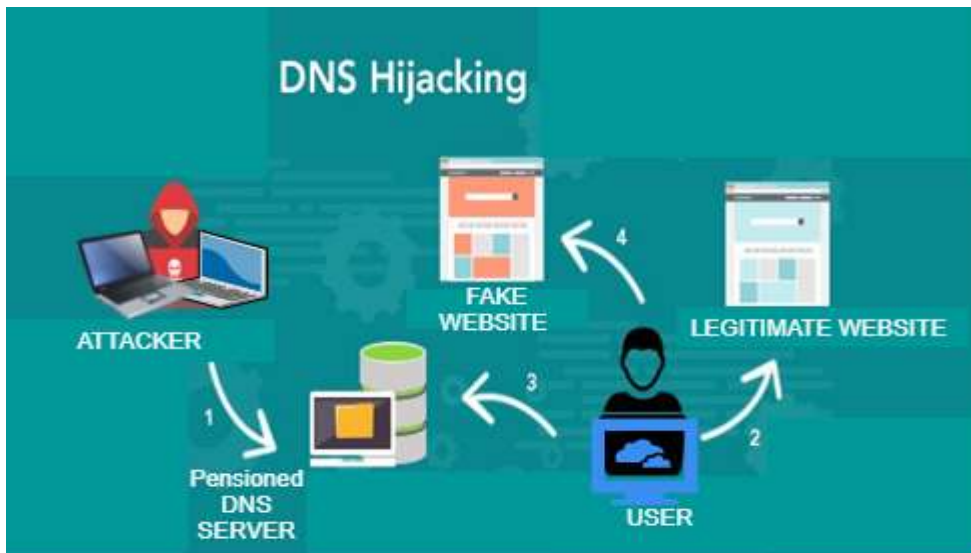 DNS Hijacking
4
FAKE
WEBSITE
LEGITIMATE WEBSITE
ATTACKER
3
1
2
Pensioned
DNS
SERVER
USER